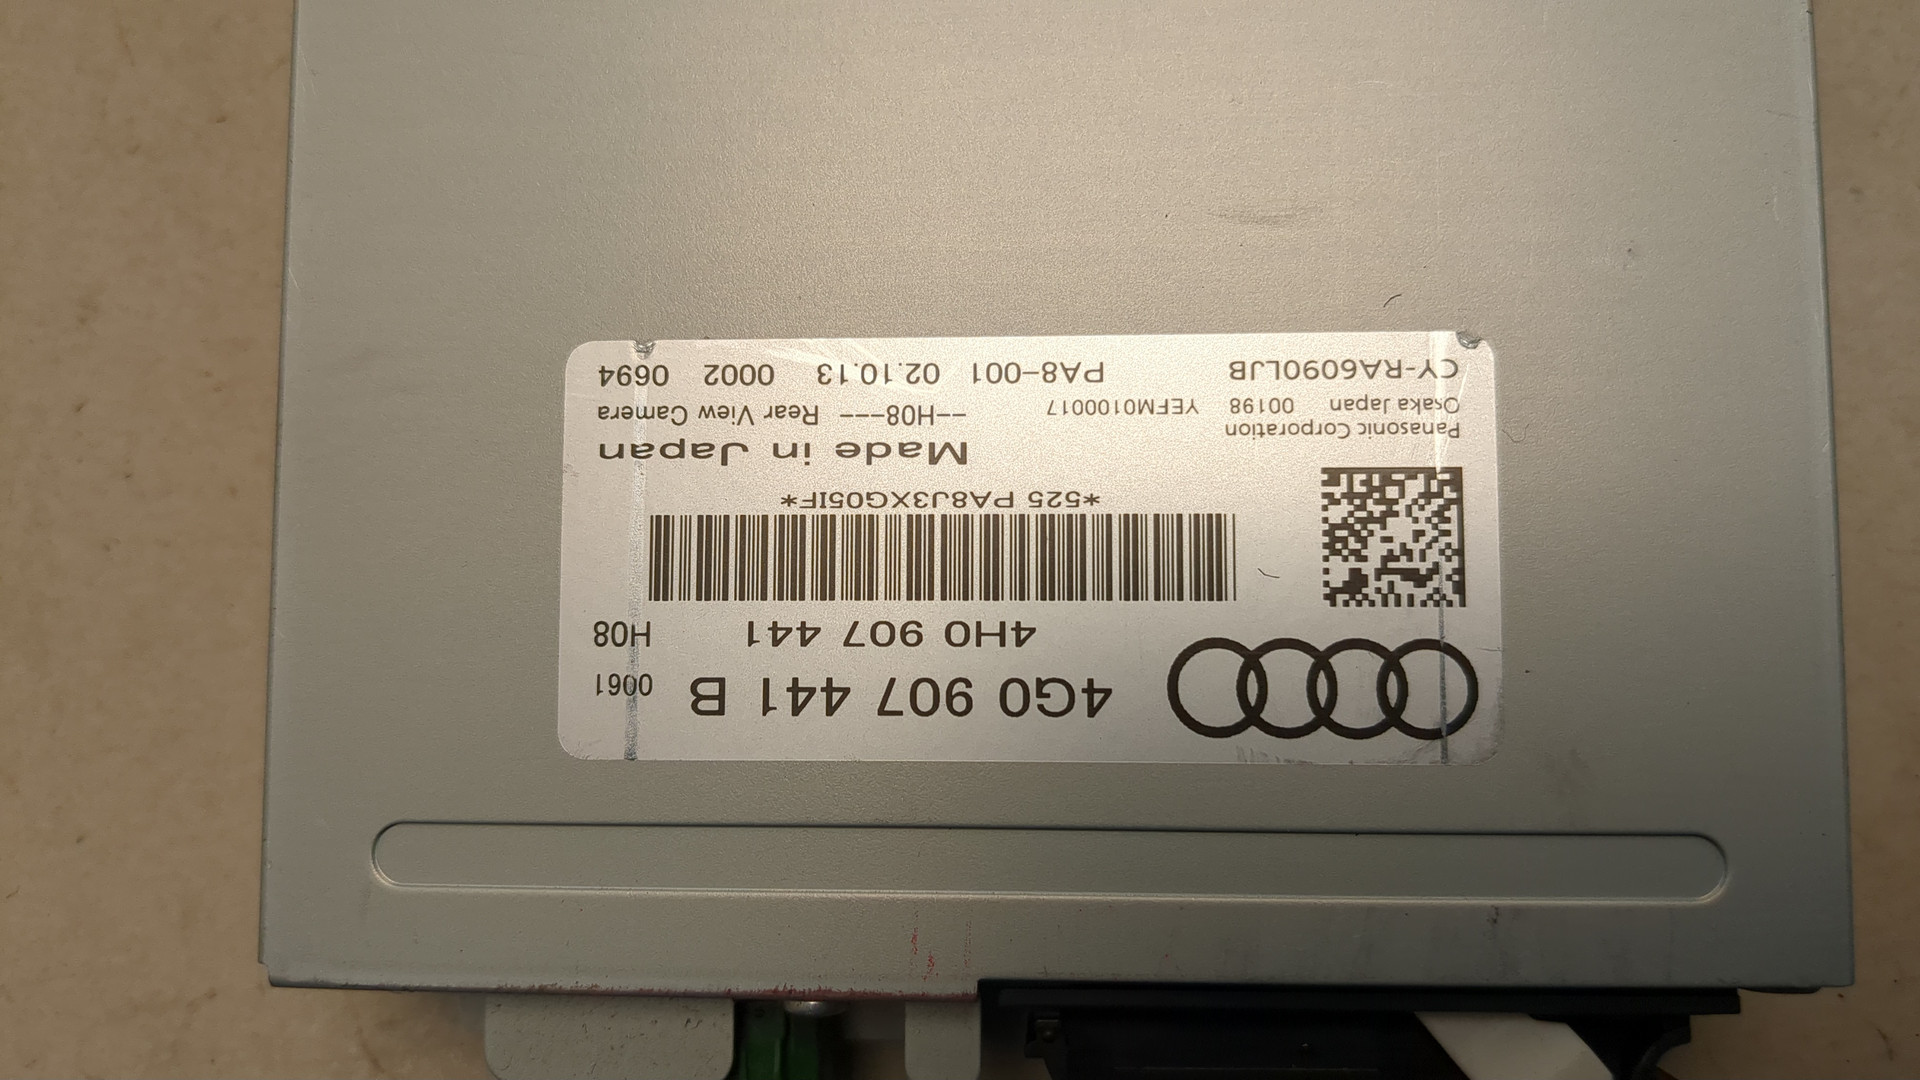 4G0 907 441 B 0061
4H0 907 441 H08
*525 PA8J3XG05IF*
Made in Japan
Panasonic Corporation
Osaka Japan 00198 YEFM0100017 --H08--- Rear View Camera
CY-RA6090LJB PA8-001 02.10.13 0002 0694